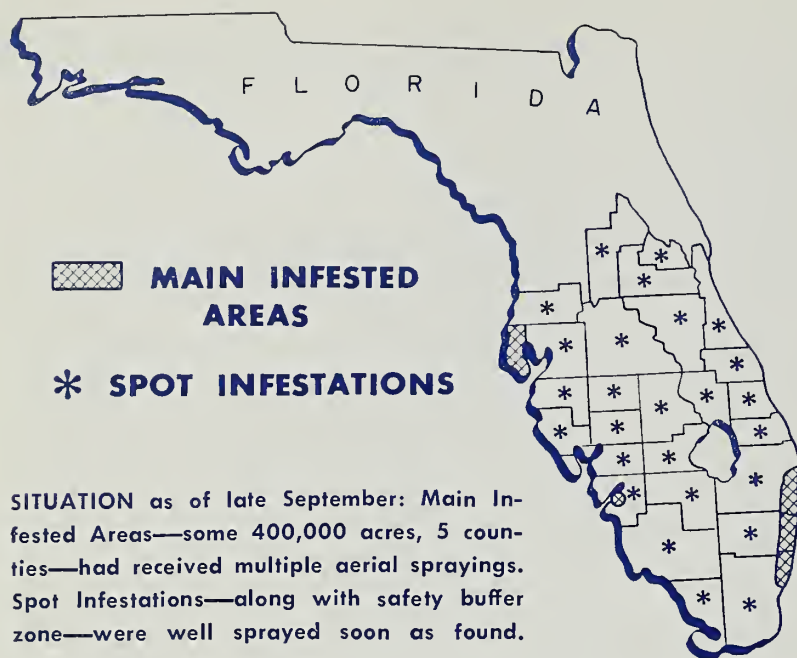 FLORIDA
MAIN INFESTED
AREAS
* SPOT INFESTATIONS
SITUATION as of late September: Main In-
fested Areas—some 400,000 acres, 5 coun-
ties—had received multiple aerial sprayings.
Spot Infestations—along with safety buffer
zone—were well sprayed soon as found.